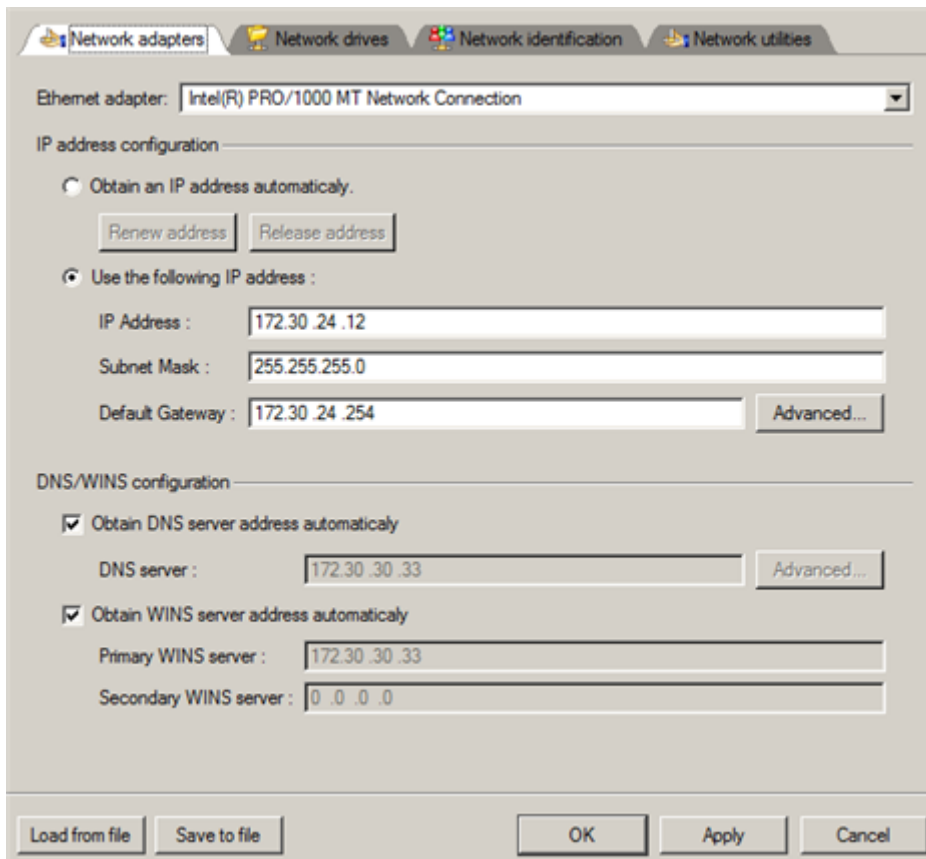 Network adapters Network drives Network identification Network utilities
Ethernet adapter: Intel(R) PRO/1000 MT Network Connection
IP address configuration
Obtain an IP address automaticaly.
Renew address Release address
Use the following IP address :
IP Address : 172.30 .24 .12
Subnet Mask : 255.255.255.0
Default Gateway : 172.30 .24 .254 Advanced...
DNS/WINS configuration
Obtain DNS server address automaticaly
DNS server : 172.30 .30 .33 Advanced...
Obtain WINS server address automaticaly
Primary WINS server : 172.30 .30 .33
Secondary WINS server : 0 .0 .0 .0
Load from file Save to file OK Apply Cancel